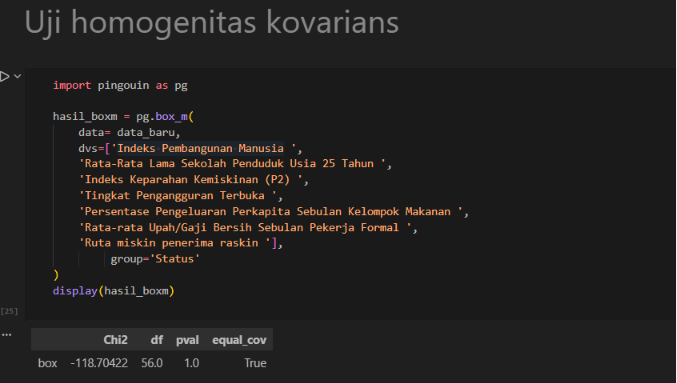 Uji homogenitas kovarians
import pingouin as pg
hasil_boxm = pg.box_m(
data= data_baru,
dvs=['Indeks Pembangunan Manusia ',
'Rata-Rata Lama Sekolah Penduduk Usia 25 Tahun ',
'Indeks Keparahan Kemiskinan (P2) ',
'Tingkat Pengangguran Terbuka ',
'Persentase Pengeluaran Perkapita Sebulan Kelompok Makanan ',
'Rata-rata Upah/Gaji Bersih Sebulan Pekerja Formal ',
'Ruta miskin penerima raskin '],
group='Status'
)
display(hasil_boxm)
[25]
...
Chi2 df pval equal_cov
box -118.70422 56.0 1.0 True